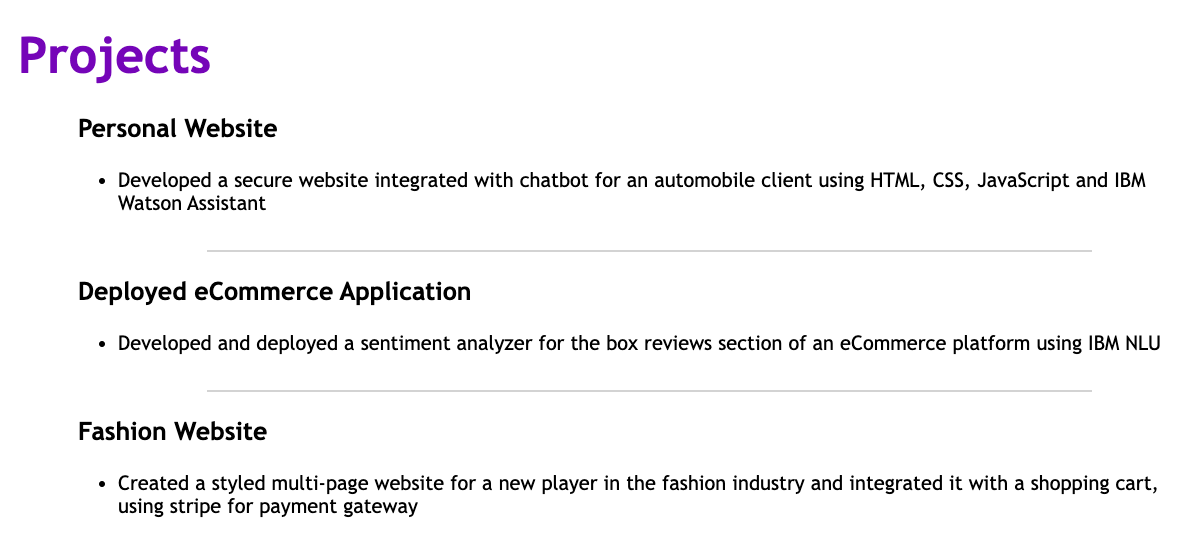 Projects
Personal Website
• Developed a secure website integrated with chatbot for an automobile client using HTML, CSS, JavaScript and IBM
Watson Assistant
Deployed eCommerce Application
• Developed and deployed a sentiment analyzer for the box reviews section of an eCommerce platform using IBM NLU
Fashion Website
• Created a styled multi-page website for a new player in the fashion industry and integrated it with a shopping cart,
using stripe for payment gateway